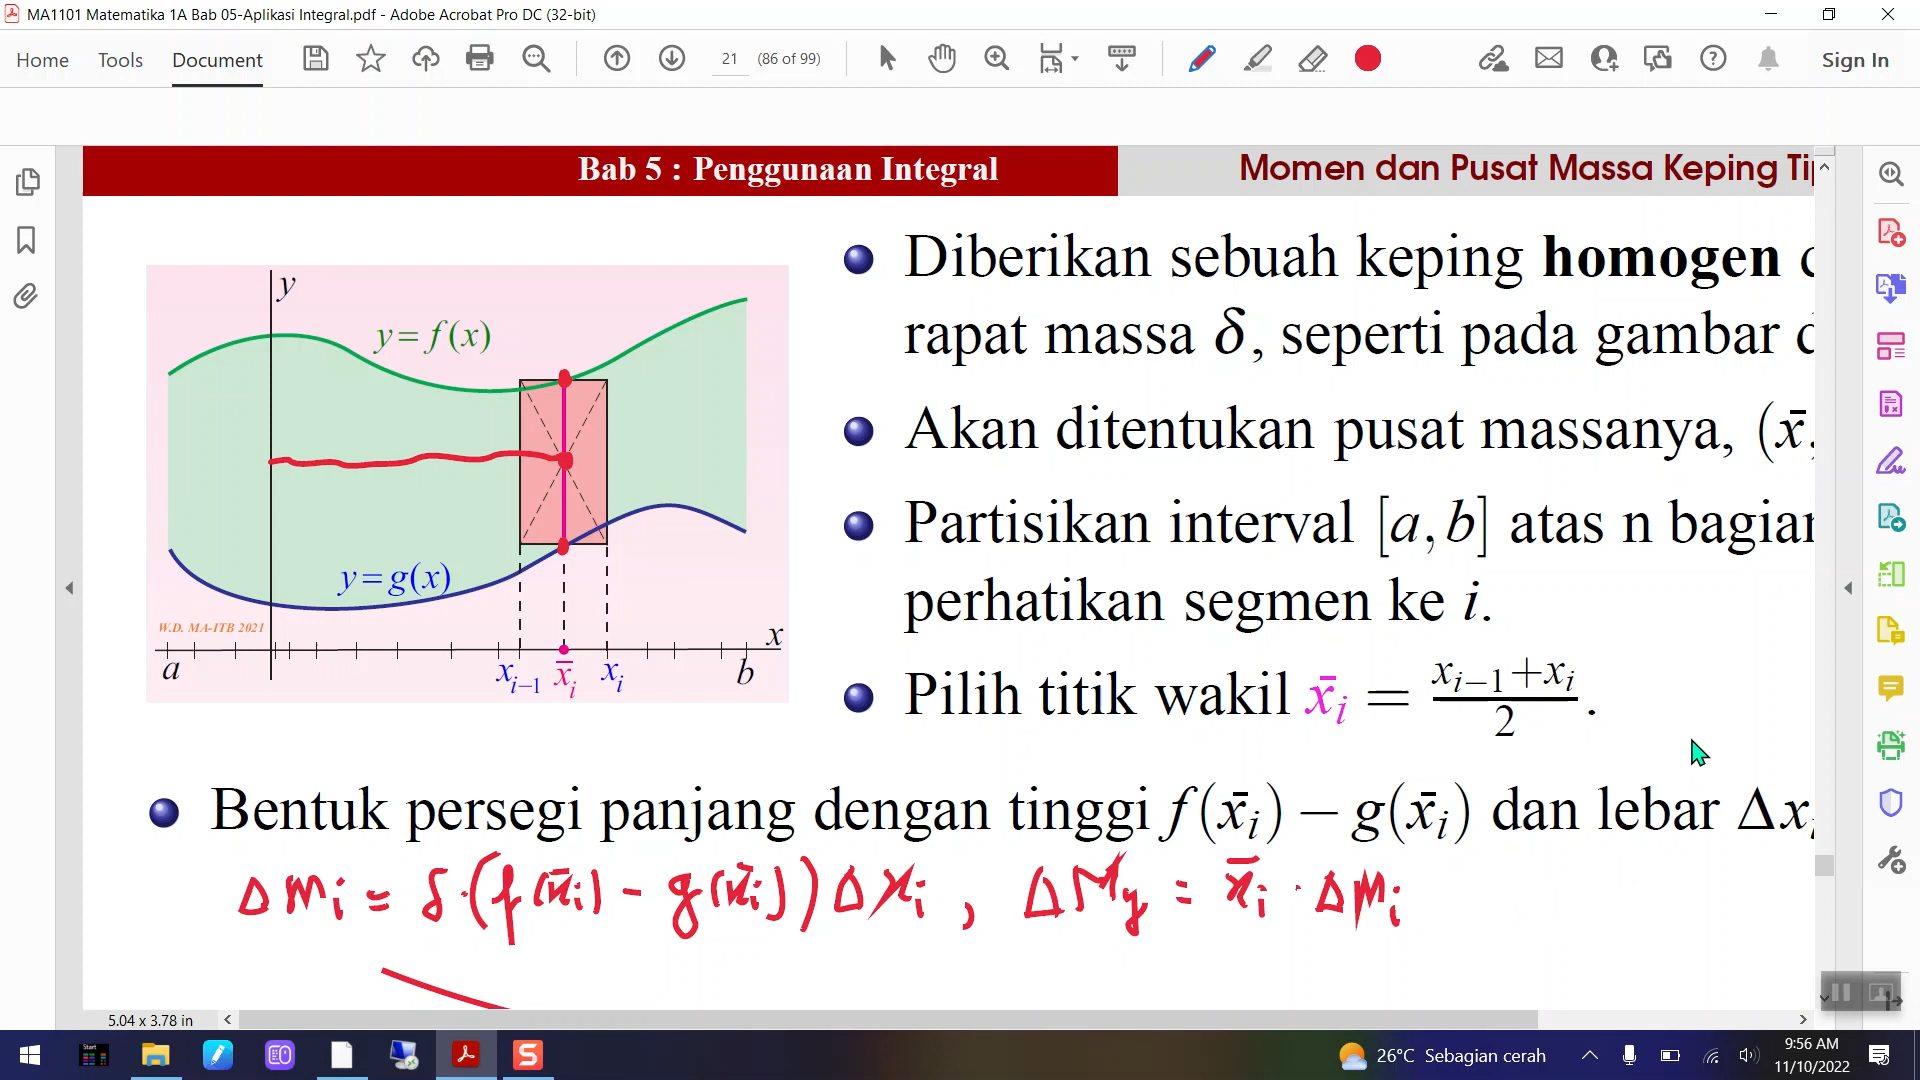 MA1101 Matematika 1A Bab 05-Aplikasi Integral.pdf - Adobe Acrobat Pro DC (32-bit)
Home Tools Document 21 (86 of 99) Sign In
Bab 5 : Penggunaan Integral
Momen dan Pusat Massa Keping Tip
y
y = f(x)
y = g(x)
W.D. MA-ITB 2021
x
a x_{i-1} x̄_i x_i b
Diberikan sebuah keping homogen d
rapat massa δ, seperti pada gambar d
Akan ditentukan pusat massanya, (x̄,
Partisikan interval [a, b] atas n bagian
perhatikan segmen ke i.
Pilih titik wakil x̄_i = \frac{x_{i-1}+x_i}{2}.
Bentuk persegi panjang dengan tinggi f(x̄_i) − g(x̄_i) dan lebar Δx_i
Δm_i = δ·(f(x̄_i) − g(x̄_i))Δx_i , ΔM_y = x̄_i · Δm_i
5.04 x 3.78 in
Start
26°C Sebagian cerah
9:56 AM
11/10/2022